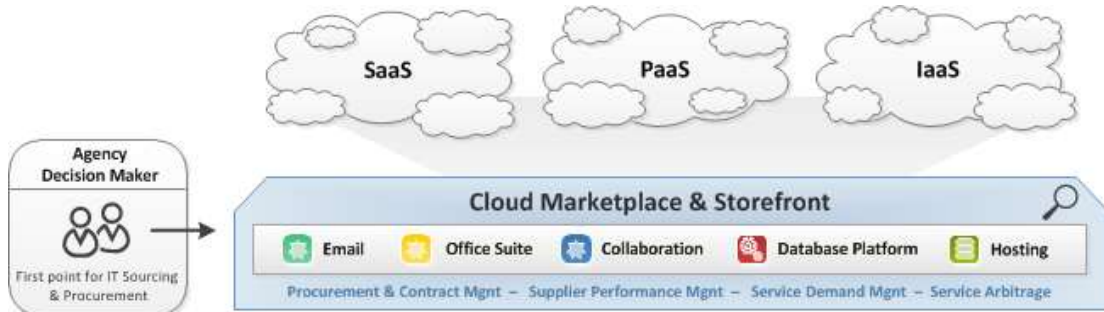 SaaS
PaaS
IaaS
Agency
Decision Maker
First point for IT Sourcing
& Procurement
Cloud Marketplace & Storefront
Email
Office Suite
Collaboration
Database Platform
Hosting
Procurement & Contract Mgnt – Supplier Performance Mgnt – Service Demand Mgnt – Service Arbitrage